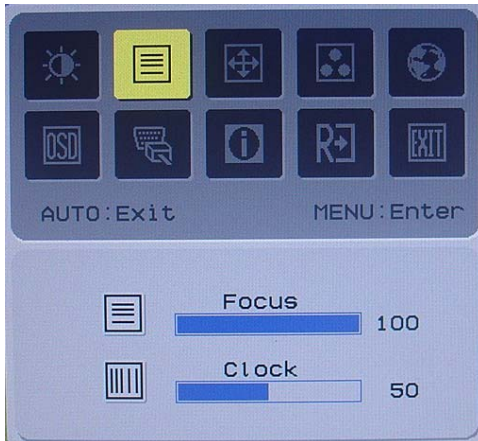 OSD
i
R
EXIT
AUTO:Exit MENU:Enter
Focus
100
Clock
50